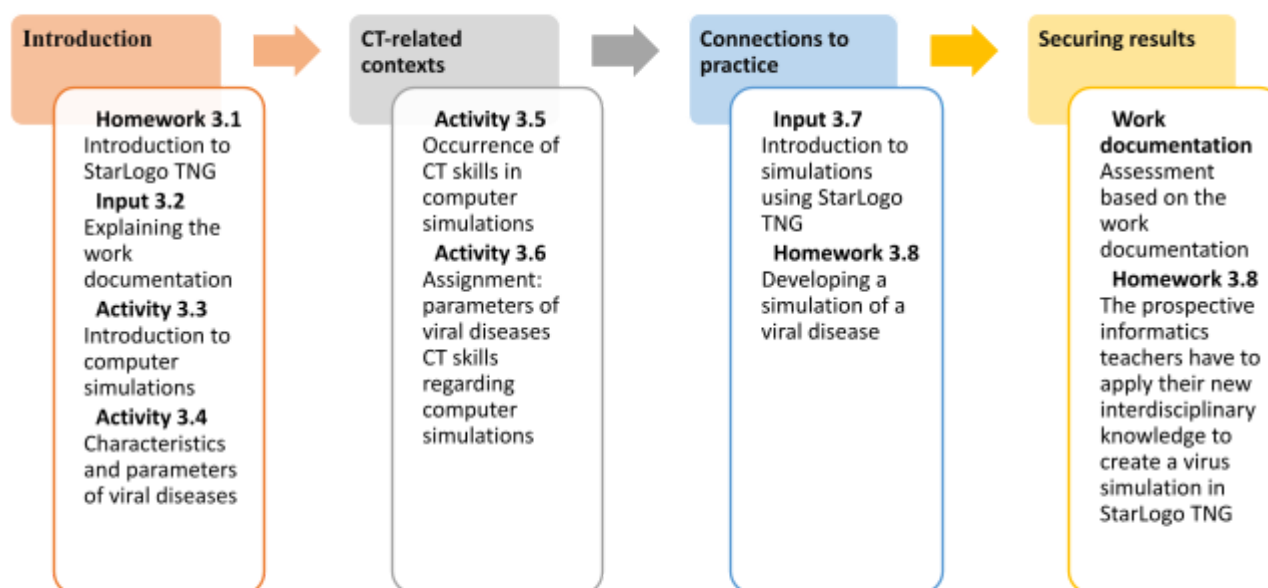 Introduction
Homework 3.1
Introduction to
StarLogo TNG
Input 3.2
Explaining the
work
documentation
Activity 3.3
Introduction to
computer
simulations
Activity 3.4
Characteristics
and parameters
of viral diseases
CT-related
contexts
Activity 3.5
Occurrence of
CT skills in
computer
simulations
Activity 3.6
Assignment:
parameters of
viral diseases
CT skills
regarding
computer
simulations
Connections to
practice
Input 3.7
Introduction to
simulations
using StarLogo
TNG
Homework 3.8
Developing a
simulation of a
viral disease
Securing results
Work
documentation
Assessment
based on the
work
documentation
Homework 3.8
The prospective
informatics
teachers have to
apply their new
interdisciplinary
knowledge to
create a virus
simulation in
StarLogo TNG